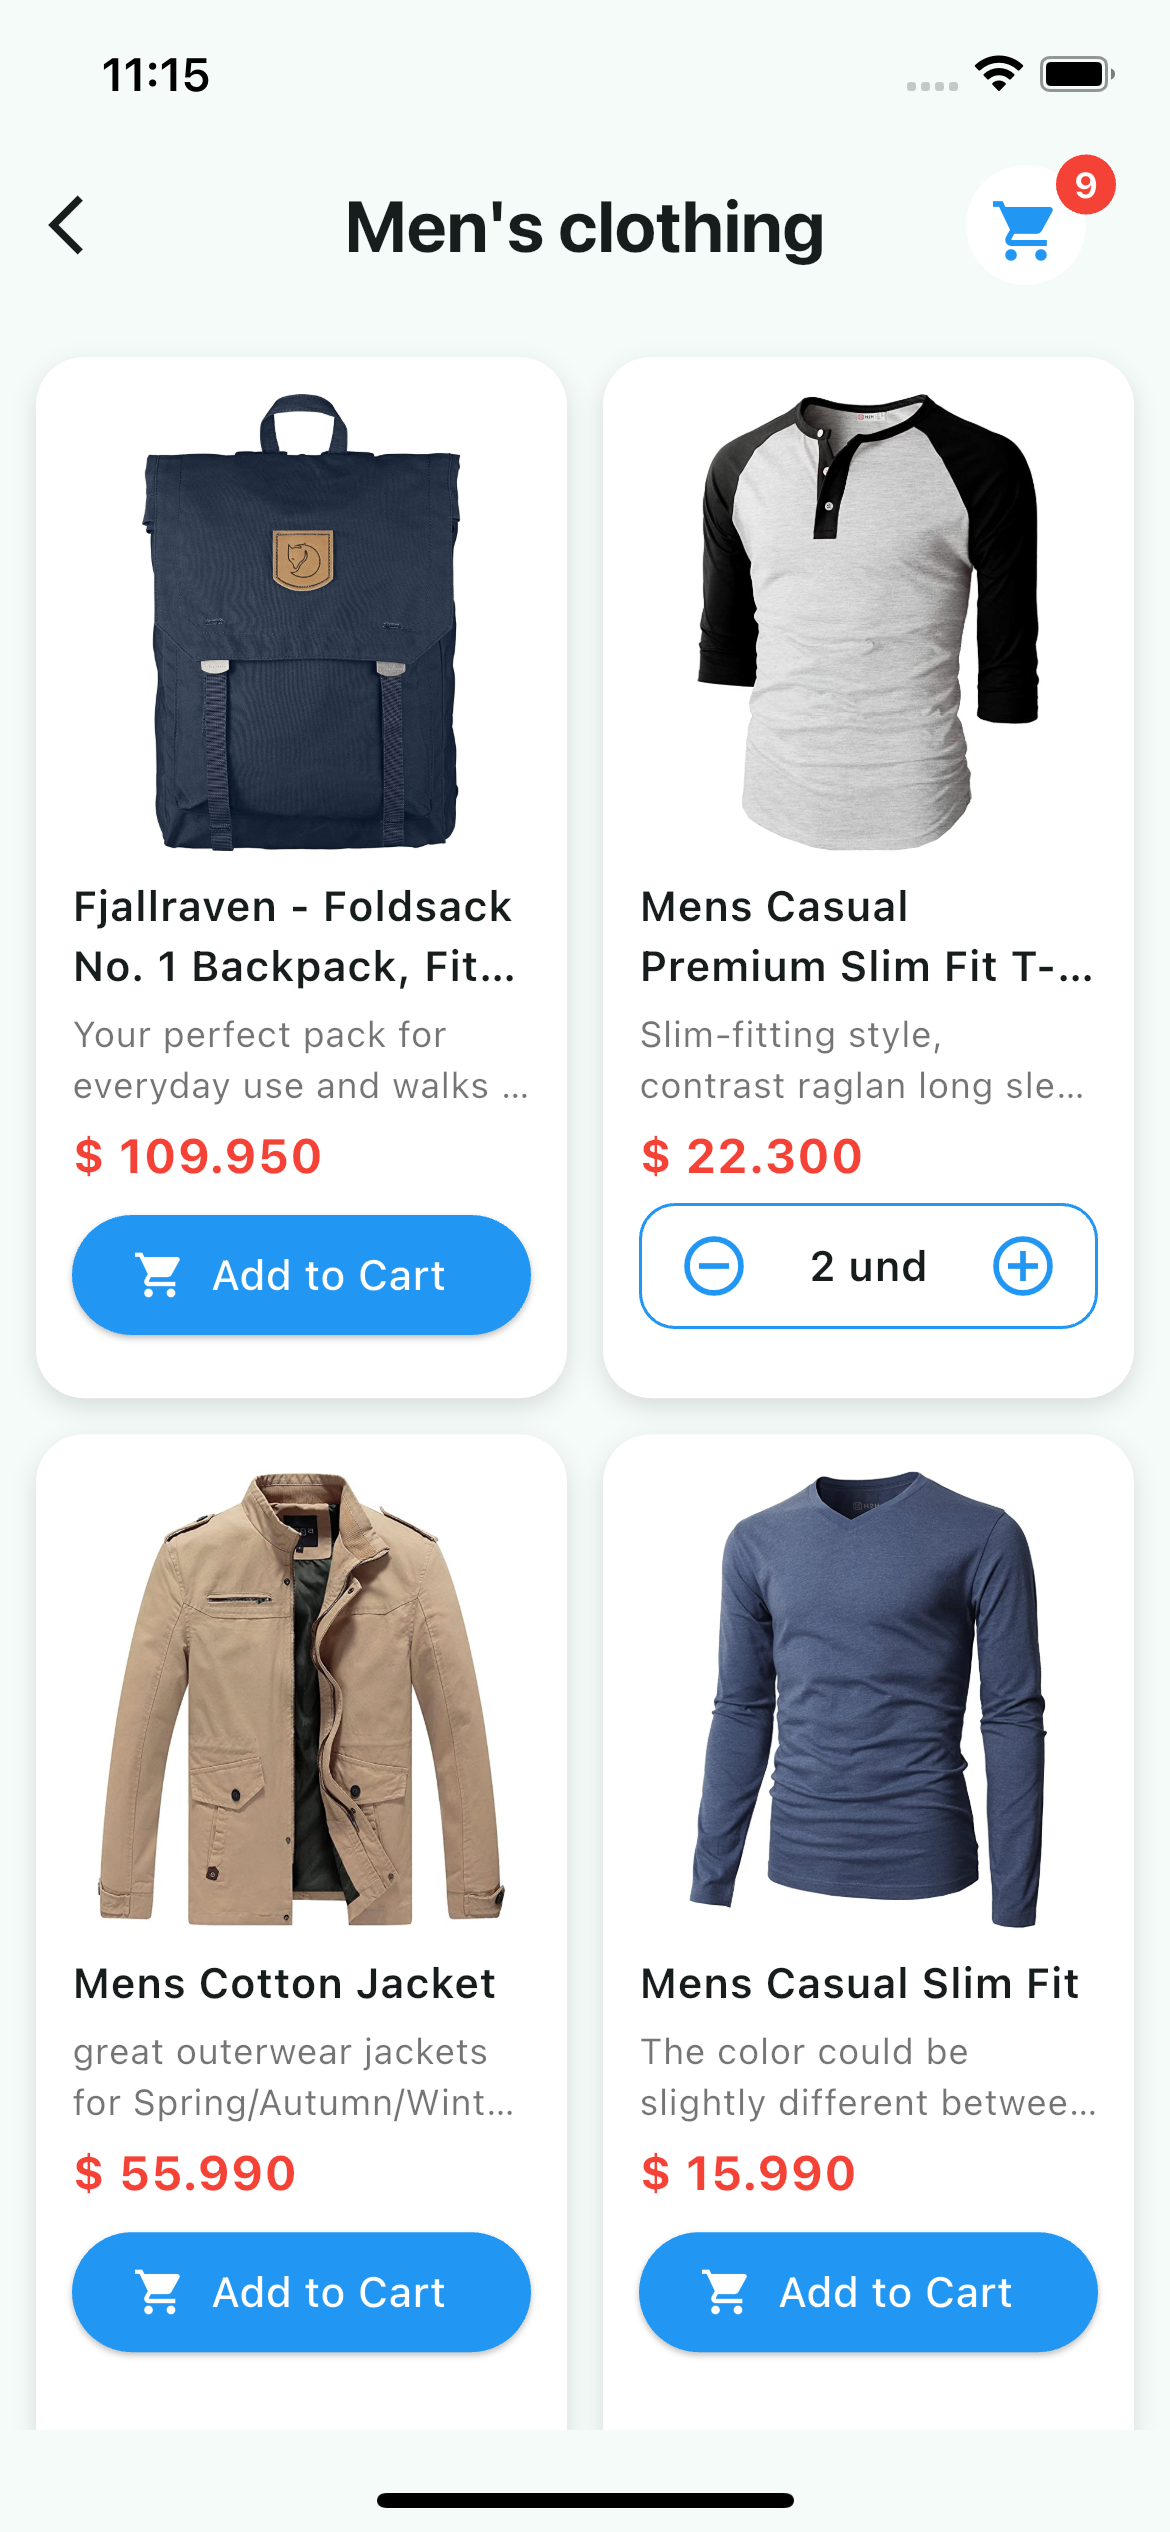 11:15
Men's clothing
9
Fjallraven - Foldsack
No. 1 Backpack, Fit...
Your perfect pack for
everyday use and walks ...
$ 109.950
Add to Cart
Mens Casual
Premium Slim Fit T-...
Slim-fitting style,
contrast raglan long sle...
$ 22.300
2 und
Mens Cotton Jacket
great outerwear jackets
for Spring/Autumn/Wint...
$ 55.990
Add to Cart
Mens Casual Slim Fit
The color could be
slightly different betwee...
$ 15.990
Add to Cart